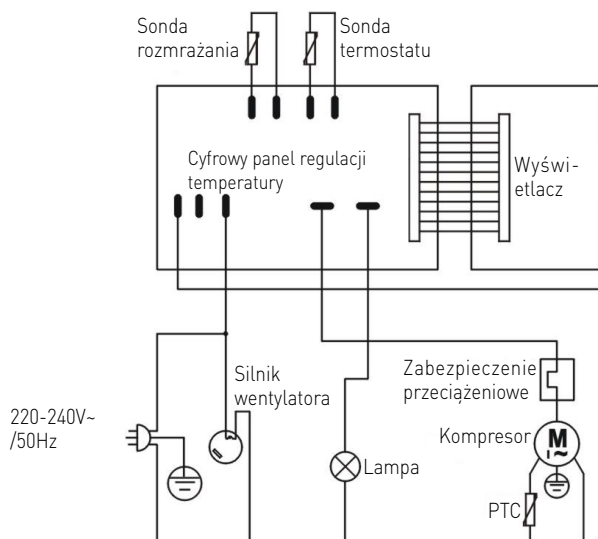 Sonda
rozmrażania
Sonda
termostatu
Cyfrowy panel regulacji
temperatury
Wyświ-
etlacz
220-240V~
/50Hz
Silnik
wentylatora
Lampa
Zabezpieczenie
przeciążeniowe
Kompresor
M
1~
PTC